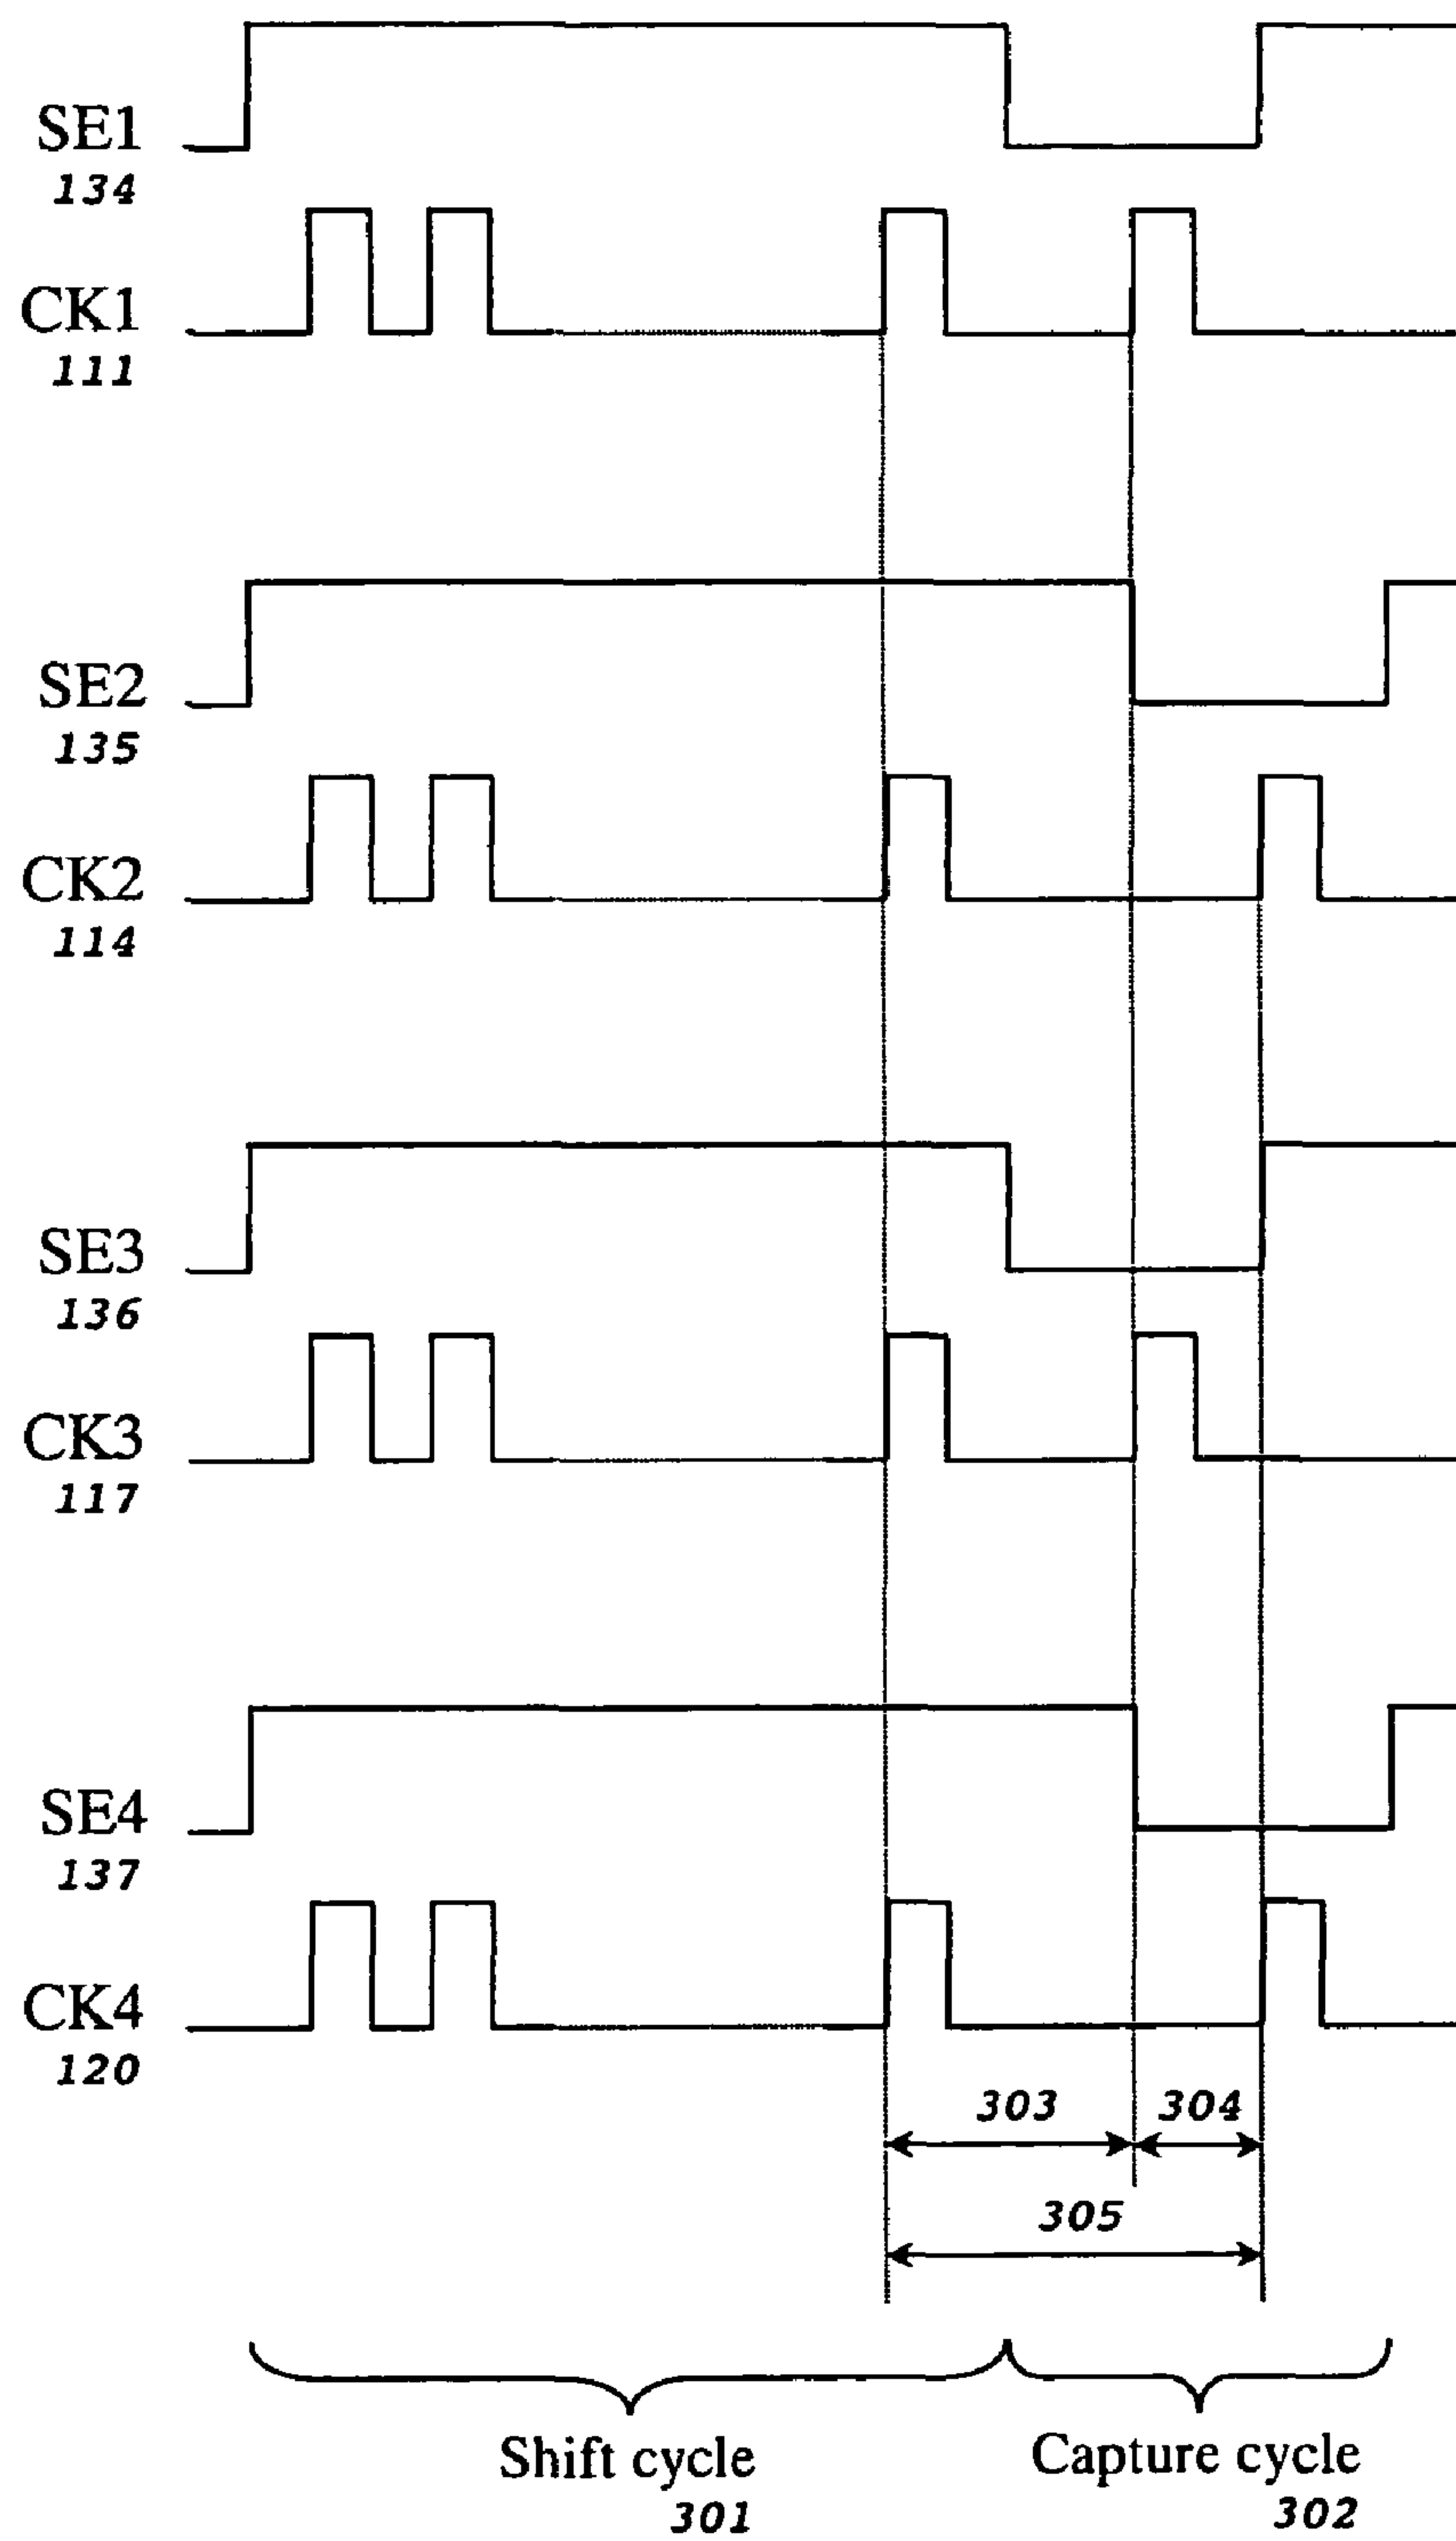 SE1
134
CK1
111
SE2
135
CK2
114
SE3
136
CK3
117
SE4
137
CK4
120
303 304
305
Shift cycle
301
Capture cycle
302